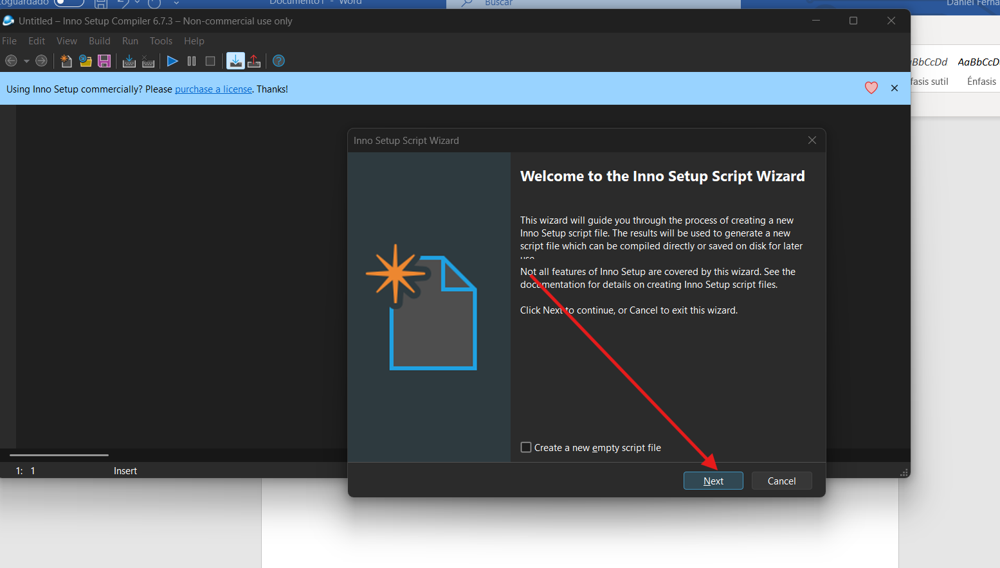 Documento1 - Word
Buscar
Untitled – Inno Setup Compiler 6.7.3 – Non-commercial use only
File Edit View Build Run Tools Help
AaBbCcD
Énfasis
Using Inno Setup commercially? Please purchase a license. Thanks!
Inno Setup Script Wizard
Welcome to the Inno Setup Script Wizard
This wizard will guide you through the process of creating a new
Inno Setup script file. The results will be used to generate a new
script file which can be compiled directly or saved on disk for later
use.
Not all features of Inno Setup are covered by this wizard. See the
documentation for details on creating Inno Setup script files.
Click Next to continue, or Cancel to exit this wizard.
Create a new empty script file
1: 1 Insert
Next Cancel